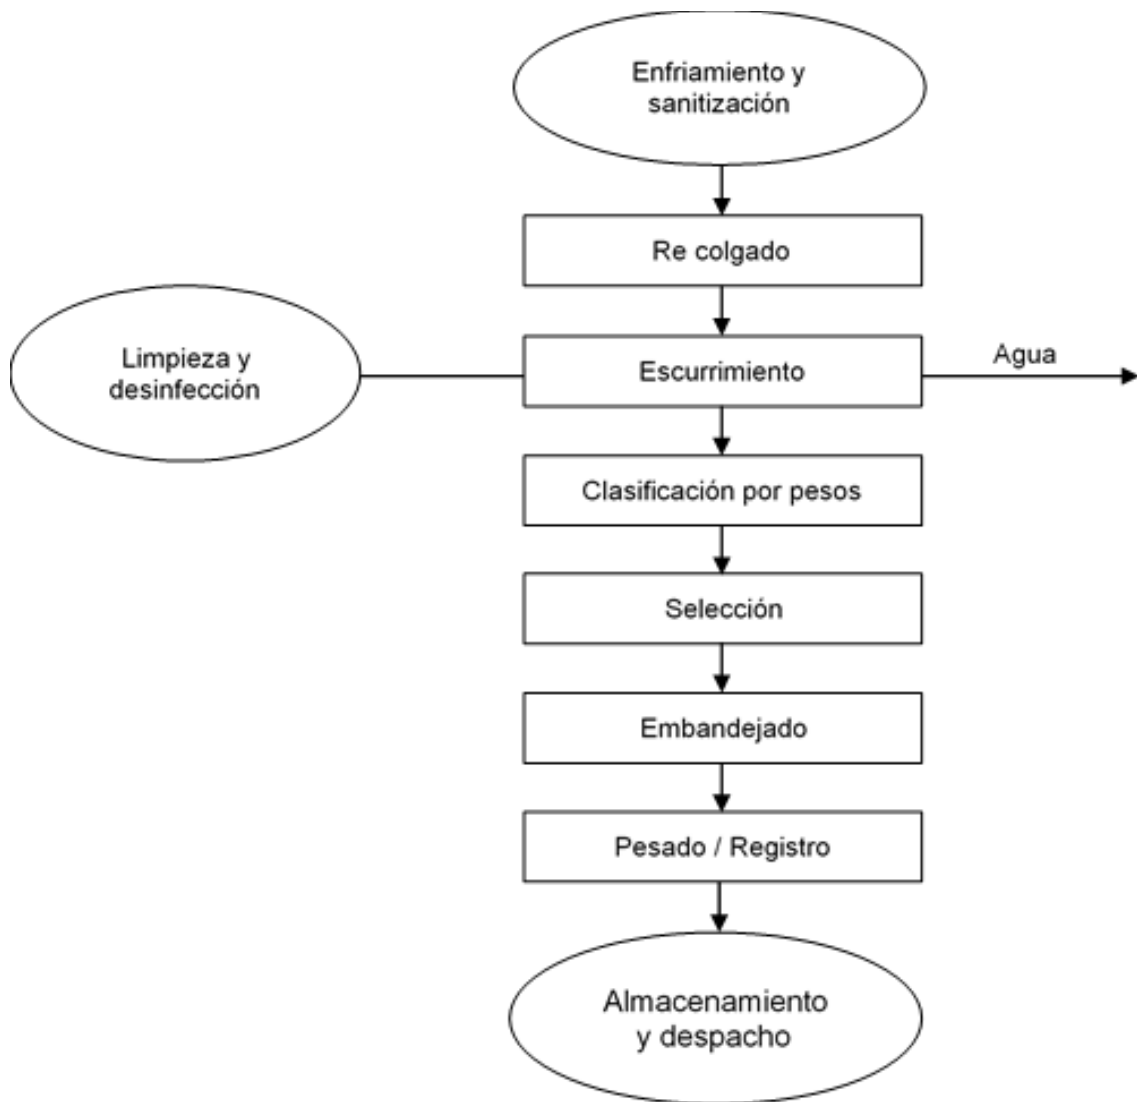 Enfriamiento y
sanitización
Re colgado
Limpieza y
desinfección
Escurrimiento
Agua
Clasificación por pesos
Selección
Embandejado
Pesado / Registro
Almacenamiento
y despacho